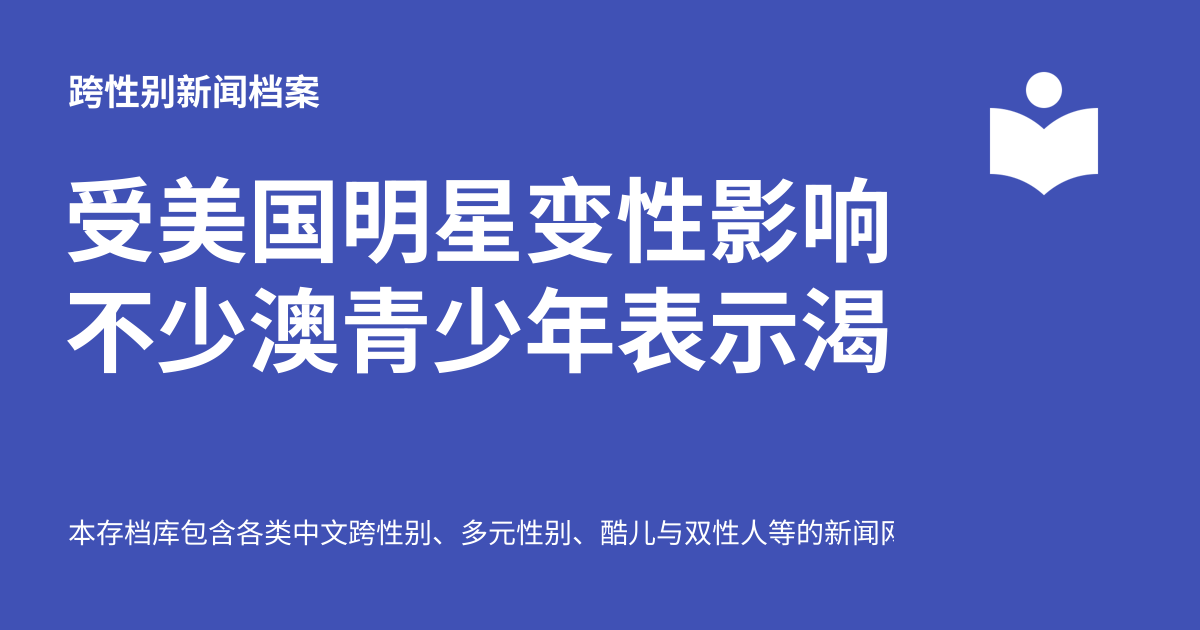 跨性别新闻档案
受美国明星变性影响
不少澳青少年表示渴
本存档库包含各类中文跨性别、多元性别、酷儿与双性人等的新闻